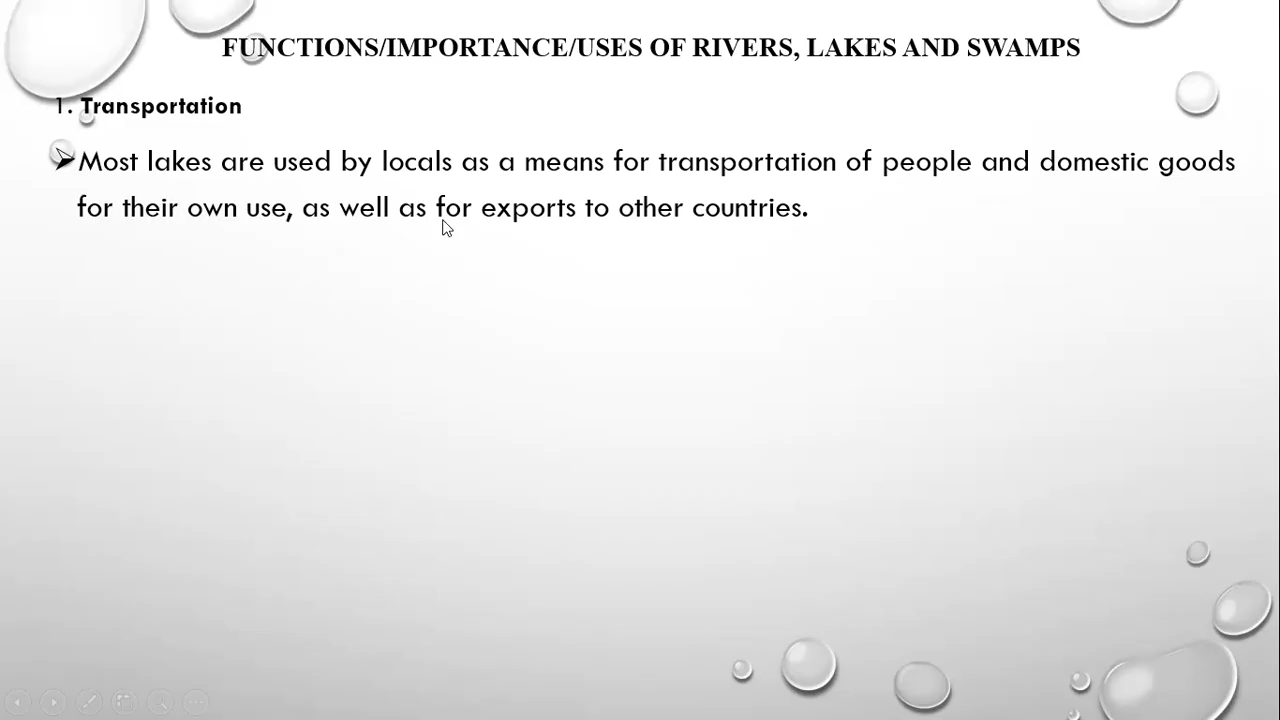 FUNCTIONS/IMPORTANCE/USES OF RIVERS, LAKES AND SWAMPS
1. Transportation
➢Most lakes are used by locals as a means for transportation of people and domestic goods
for their own use, as well as for exports to other countries.